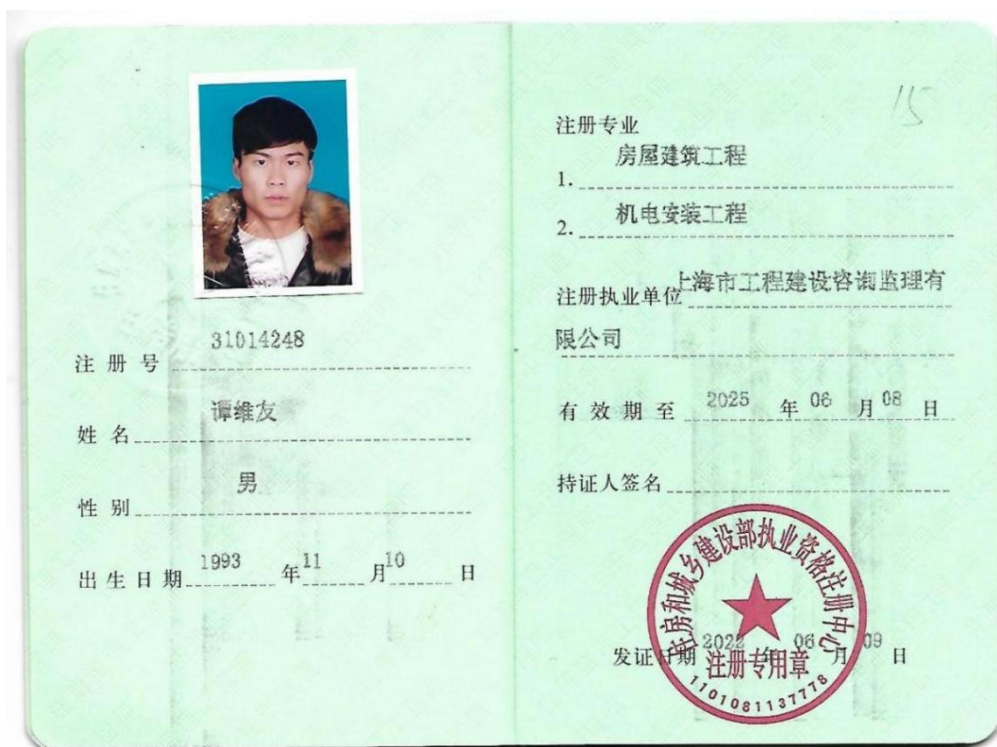 注册号 31014248
姓名 谭维友
性别 男
出生日期 1993 年 11 月 10 日
15
注册专业
1. 房屋建筑工程
2. 机电安装工程
注册执业单位 上海市工程建设咨询监理有
限公司
有效期至 2025 年 06 月 08 日
持证人签名
住房和城乡建设部执业资格注册中心
发证日期 2022 年 06 月 09 日
注册专用章
1101081137778